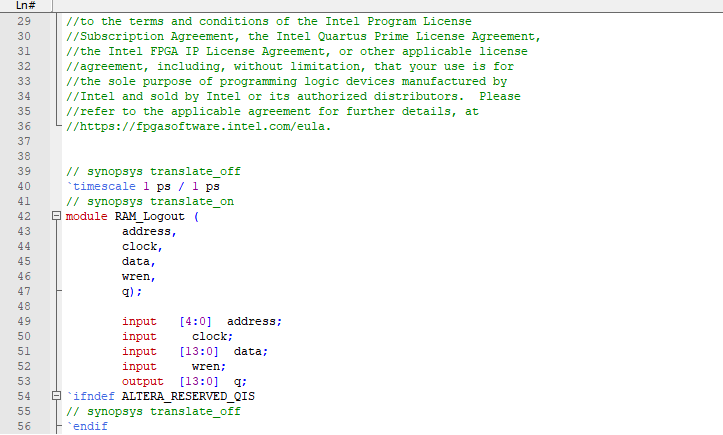 Ln#
29 //to the terms and conditions of the Intel Program License
30 //Subscription Agreement, the Intel Quartus Prime License Agreement,
31 //the Intel FPGA IP License Agreement, or other applicable license
32 //agreement, including, without limitation, that your use is for
33 //the sole purpose of programming logic devices manufactured by
34 //Intel and sold by Intel or its authorized distributors.  Please
35 //refer to the applicable agreement for further details, at
36 //https://fpgasoftware.intel.com/eula.
37
38
39 // synopsys translate_off
40 `timescale 1 ps / 1 ps
41 // synopsys translate_on
42 module RAM_Logout (
43         address,
44         clock,
45         data,
46         wren,
47         q);
48
49         input   [4:0]  address;
50         input     clock;
51         input   [13:0]  data;
52         input     wren;
53         output  [13:0]  q;
54 `ifndef ALTERA_RESERVED_QIS
55 // synopsys translate_off
56 `endif